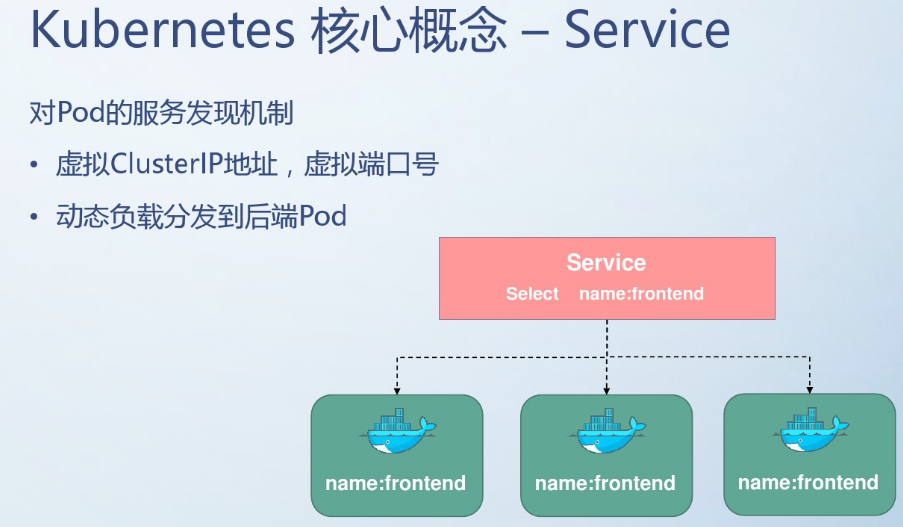 Kubernetes 核心概念 – Service
对Pod的服务发现机制
• 虚拟ClusterIP地址，虚拟端口号
• 动态负载分发到后端Pod
Service
Select name:frontend
name:frontend
name:frontend
name:frontend